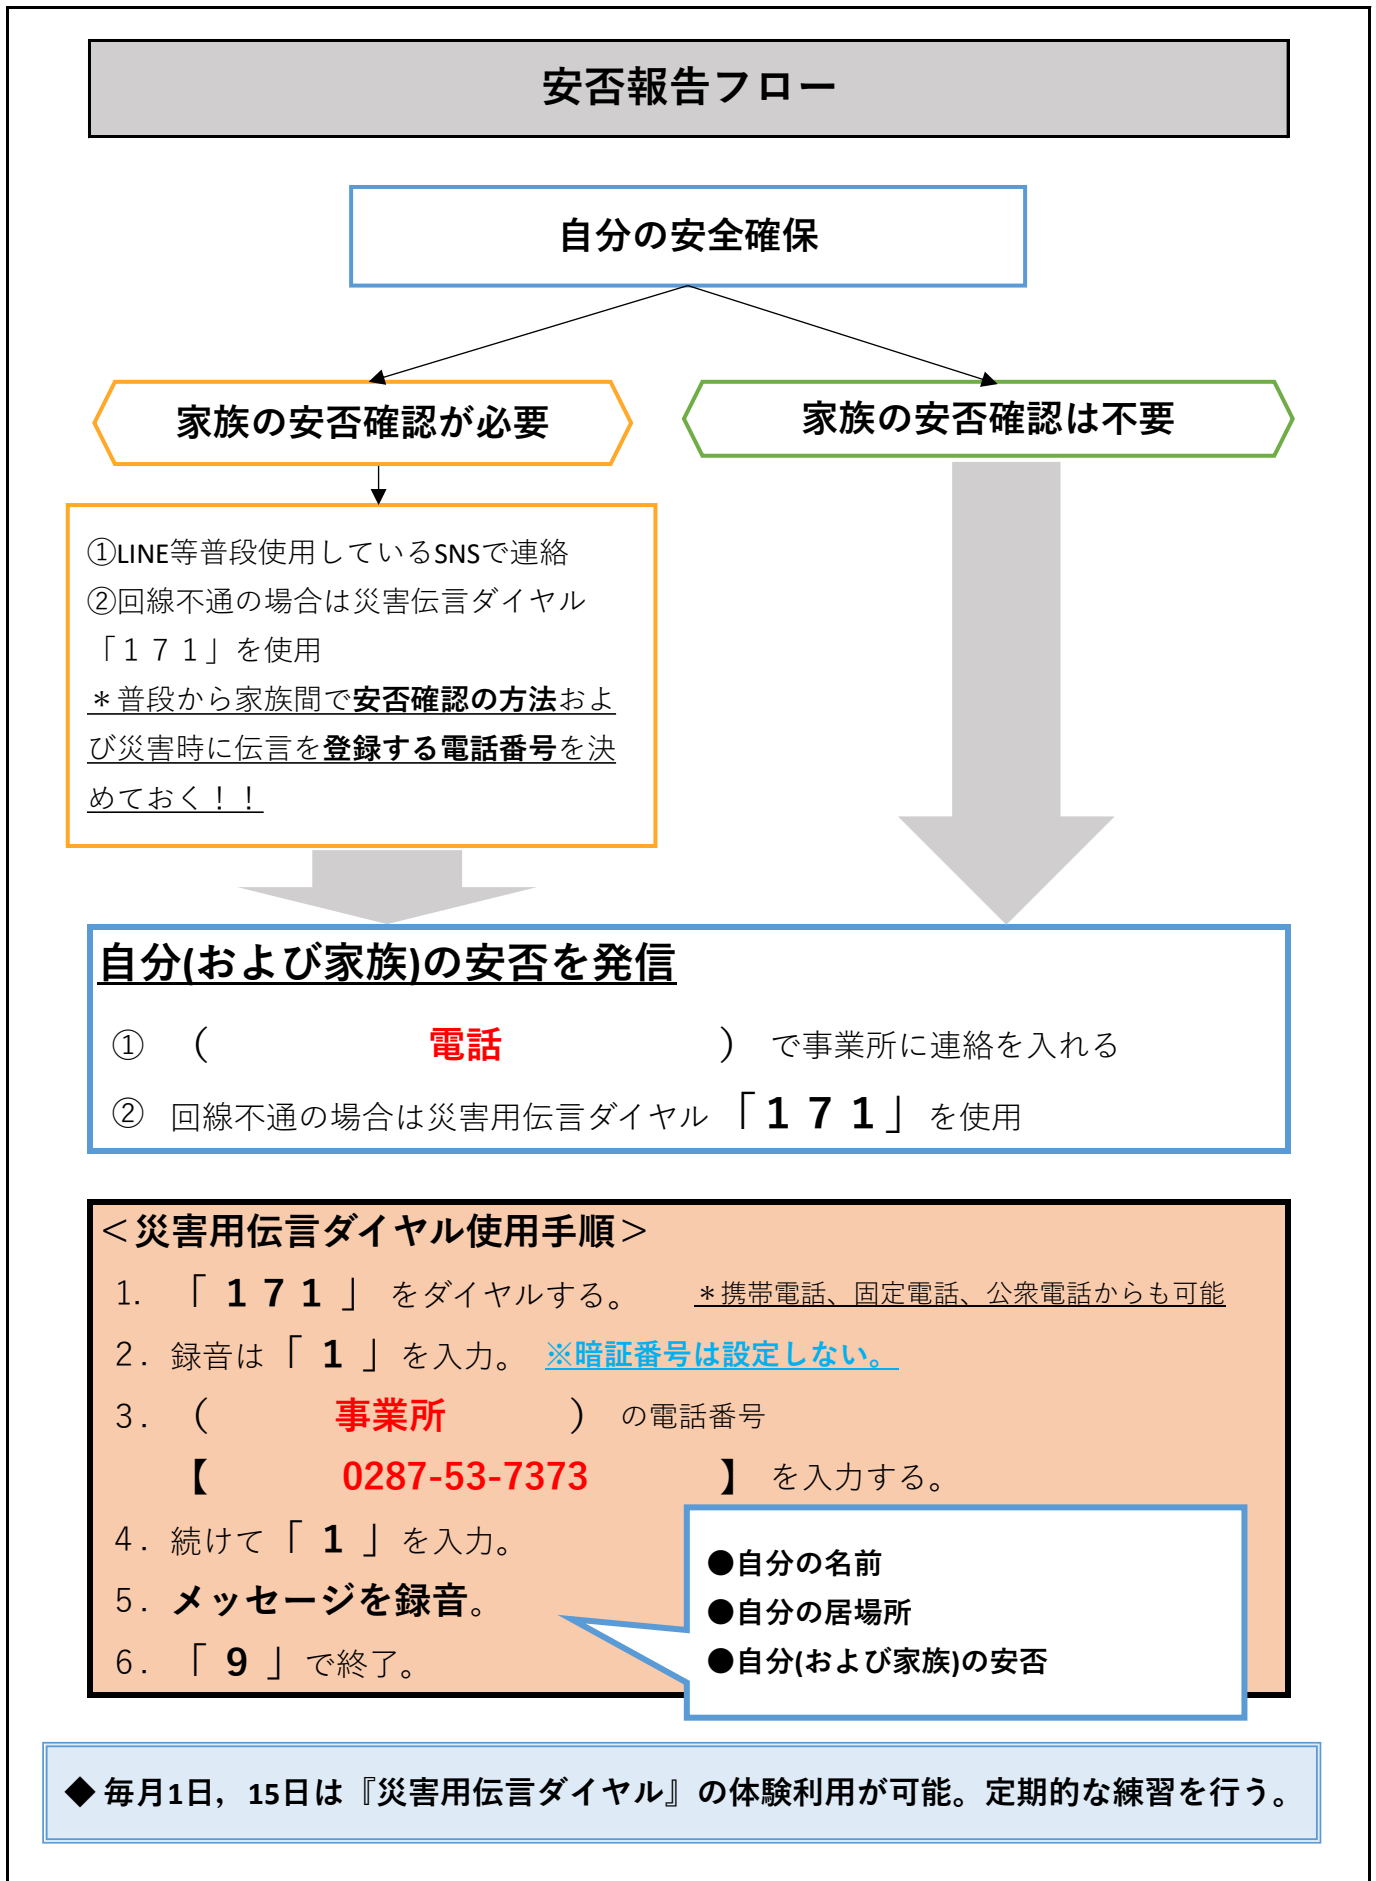 安否報告フロー
自分の安全確保
家族の安否確認が必要
家族の安否確認は不要
①LINE等普段使用しているSNSで連絡
②回線不通の場合は災害伝言ダイヤル
「１７１」を使用
＊普段から家族間で安否確認の方法およ
び災害時に伝言を登録する電話番号を決
めておく！！
自分(および家族)の安否を発信
① （ 電話 ） で事業所に連絡を入れる
② 回線不通の場合は災害用伝言ダイヤル「１７１」を使用
＜災害用伝言ダイヤル使用手順＞
1. 「１７１」をダイヤルする。 ＊携帯電話、固定電話、公衆電話からも可能
２. 録音は「１」を入力。 ※暗証番号は設定しない。
３. （ 事業所 ） の電話番号
【 0287-53-7373 】 を入力する。
４. 続けて「１」を入力。
５. メッセージを録音。
６. 「９」で終了。
●自分の名前
●自分の居場所
●自分(および家族)の安否
◆ 毎月1日，15日は『災害用伝言ダイヤル』の体験利用が可能。定期的な練習を行う。